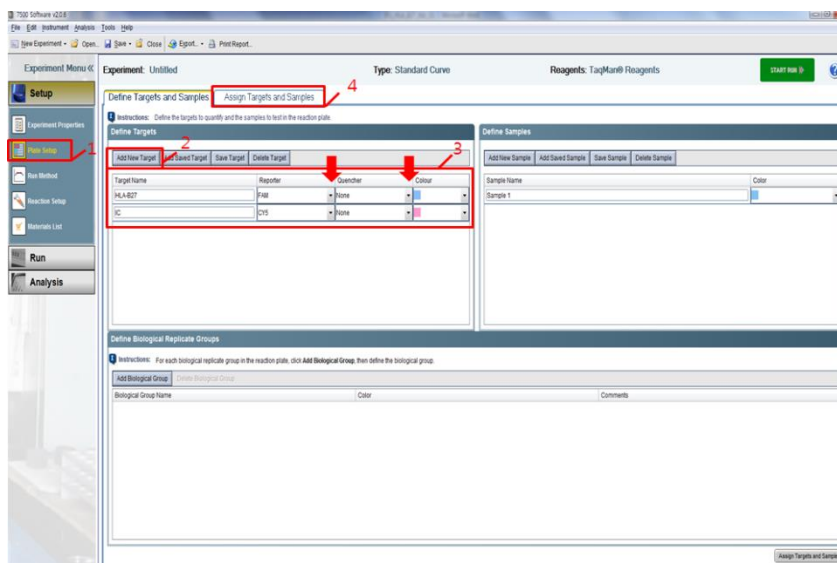 7500 Software v2.0.6
File Edit Instrument Analysis Tools Help
New Experiment Open... Save Close Export... Print Report...
Experiment Menu « Experiment: Untitled Type: Standard Curve Reagents: TaqMan® Reagents START RUN
Setup
Experiment Properties
Plate Setup
Run Method
Reaction Setup
Materials List
Run
Analysis
1
Define Targets and Samples Assign Targets and Samples 4
Instructions: Define the targets to quantify and the samples to test in the reaction plate.
Define Targets
2 3
Add New Target Add Saved Target Save Target Delete Target
Target Name Reporter Quencher Colour
HLA-B27 FAM None
IC CY5 None
Define Samples
Add New Sample Add Saved Sample Save Sample Delete Sample
Sample Name Color
Sample 1
Define Biological Replicate Groups
Instructions: For each biological replicate group in the reaction plate, click Add Biological Group, then define the biological group.
Add Biological Group Delete Biological Group
Biological Group Name Color Comments
Assign Targets and Sample